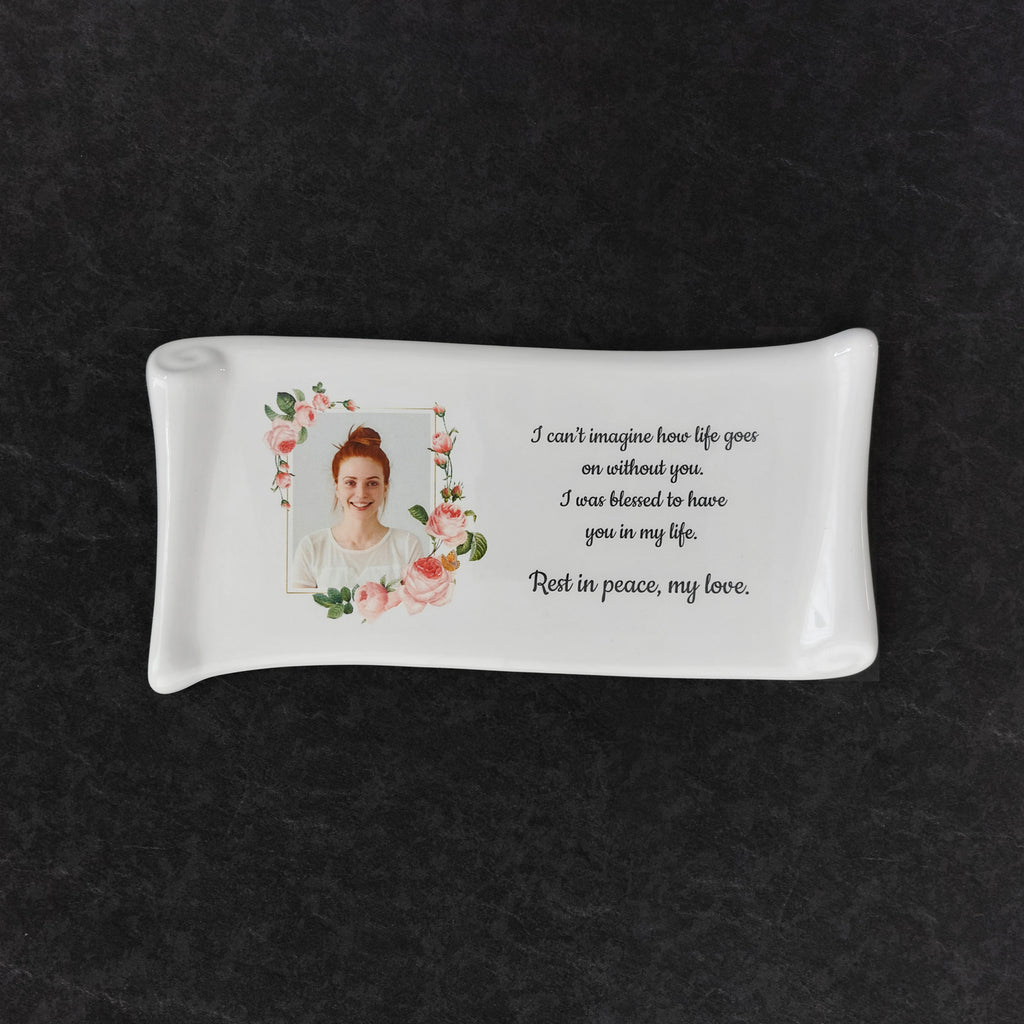 I can't imagine how life goes
on without you.
I was blessed to have
you in my life.
Rest in peace, my love.